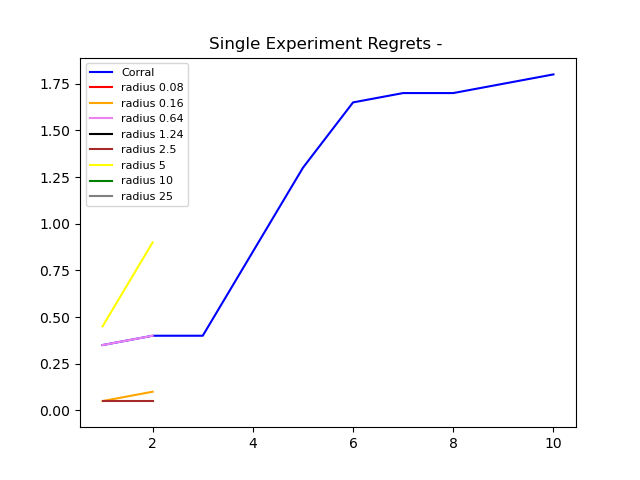 Single Experiment Regrets -
Corral
radius 0.08
radius 0.16
radius 0.64
radius 1.24
radius 2.5
radius 5
radius 10
radius 25
1.75
1.50
1.25
1.00
0.75
0.50
0.25
0.00
2 4 6 8 10